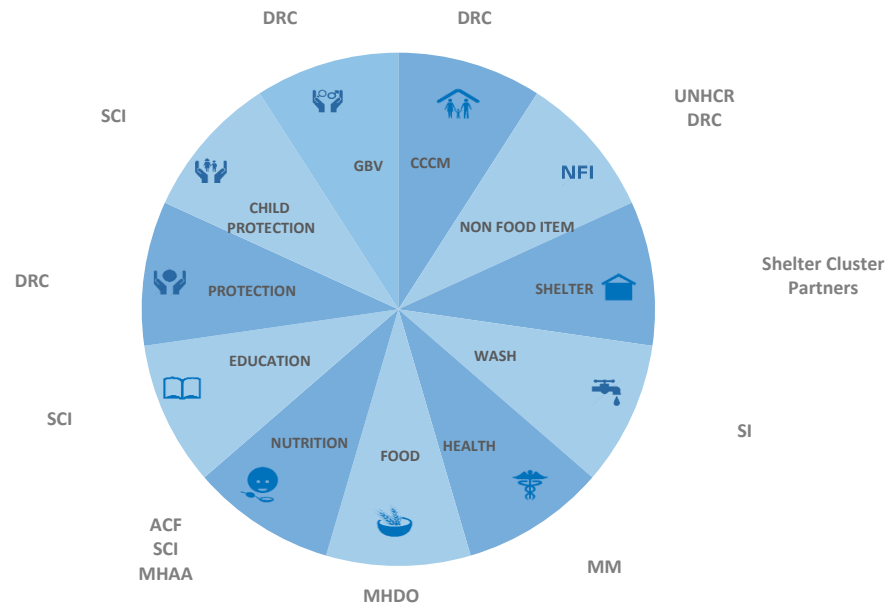 DRC
DRC
UNHCR
DRC
SCI
NFI
GBV
CCCM
CHILD
PROTECTION
NON FOOD ITEM
Shelter Cluster
Partners
DRC
PROTECTION
SHELTER
EDUCATION
WASH
SCI
SI
NUTRITION
FOOD
HEALTH
ACF
SCI
MHAA
MHDO
MM